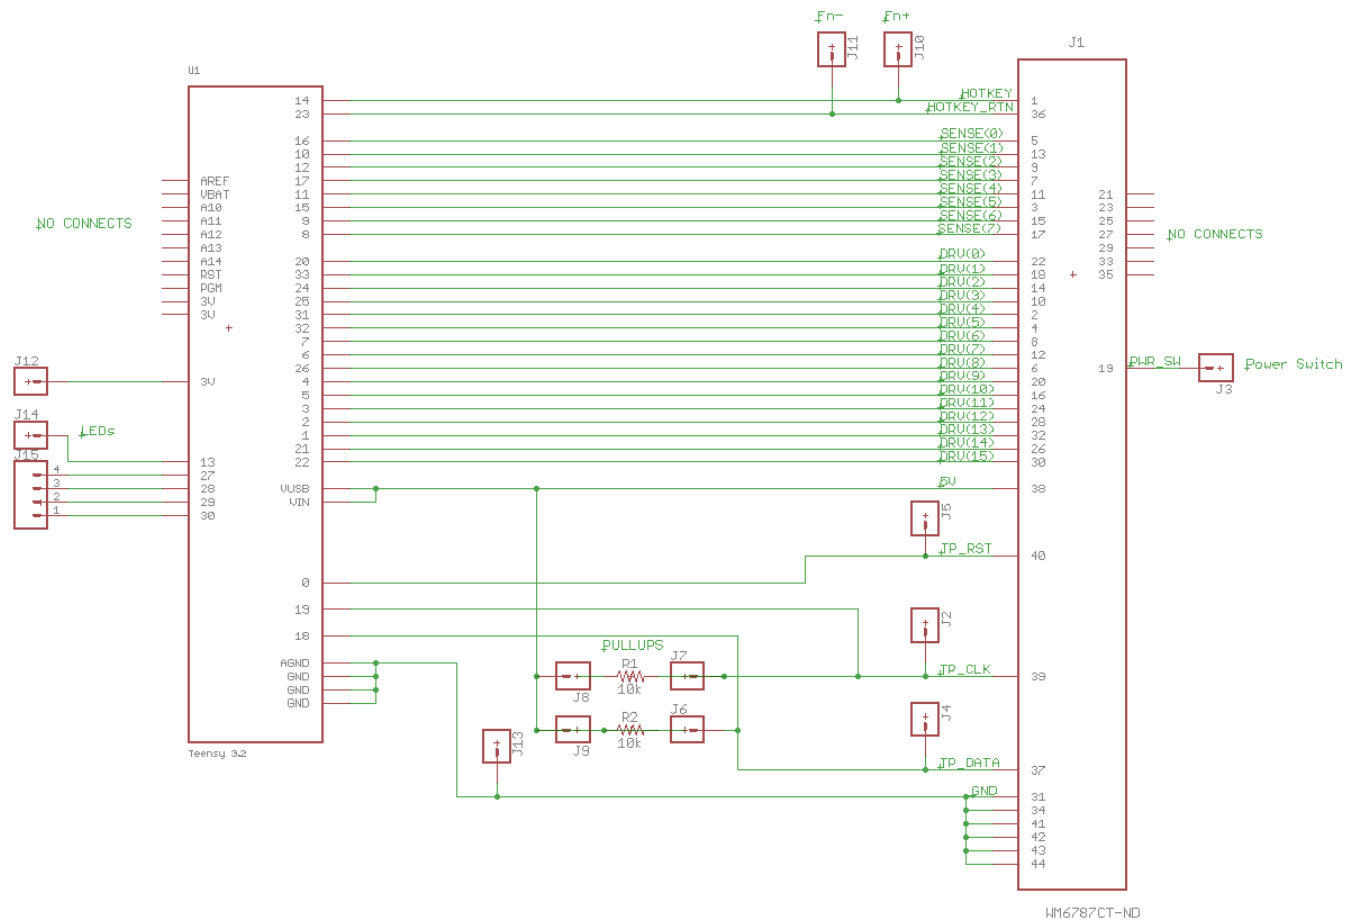 Fn-
Fn+
J11
J10
J1
U1
14
HOTKEY
1
23
HOTKEY_RTN
36
16
SENSE(0)
5
10
SENSE(1)
13
12
SENSE(2)
9
AREF
17
SENSE(3)
7
VBAT
11
SENSE(4)
11
21
A10
15
SENSE(5)
3
23
NO CONNECTS
A11
9
SENSE(6)
15
25
A12
8
SENSE(7)
17
27
NO CONNECTS
A13
29
A14
20
DRV(0)
22
33
RST
33
DRV(1)
18
35
PGM
24
DRV(2)
14
3V
25
DRV(3)
10
3V
31
DRV(4)
2
32
DRV(5)
4
7
DRV(6)
8
6
DRV(7)
12
26
DRV(8)
6
19
PWR_SW
Power Switch
J3
J12
3V
4
DRV(9)
20
5
DRV(10)
16
3
DRV(11)
24
J14
LEDs
2
DRV(12)
28
1
DRV(13)
32
21
DRV(14)
26
J15
13
22
DRV(15)
30
4
27
3
28
VUSB
5V
38
2
29
VIN
1
30
J5
TP_RST
40
0
19
J2
18
PULLUPS
AGND
R1
J7
TP_CLK
GND
39
GND
J8
10k
GND
R2
J6
J4
J13
J9
10k
Teensy 3.2
TP_DATA
37
GND
31
34
41
42
43
44
WM6787CT-ND